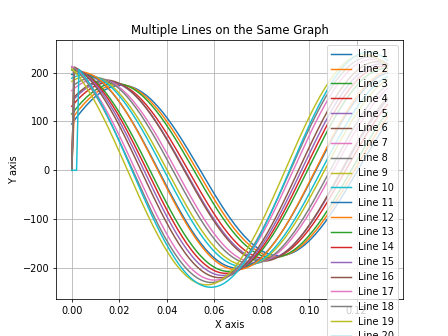 Multiple Lines on the Same Graph
Y axis
200
100
0
−100
−200
0.00
0.02
0.04
0.06
0.08
0.10
X axis
Line 1
Line 2
Line 3
Line 4
Line 5
Line 6
Line 7
Line 8
Line 9
Line 10
Line 11
Line 12
Line 13
Line 14
Line 15
Line 16
Line 17
Line 18
Line 19
Line 20